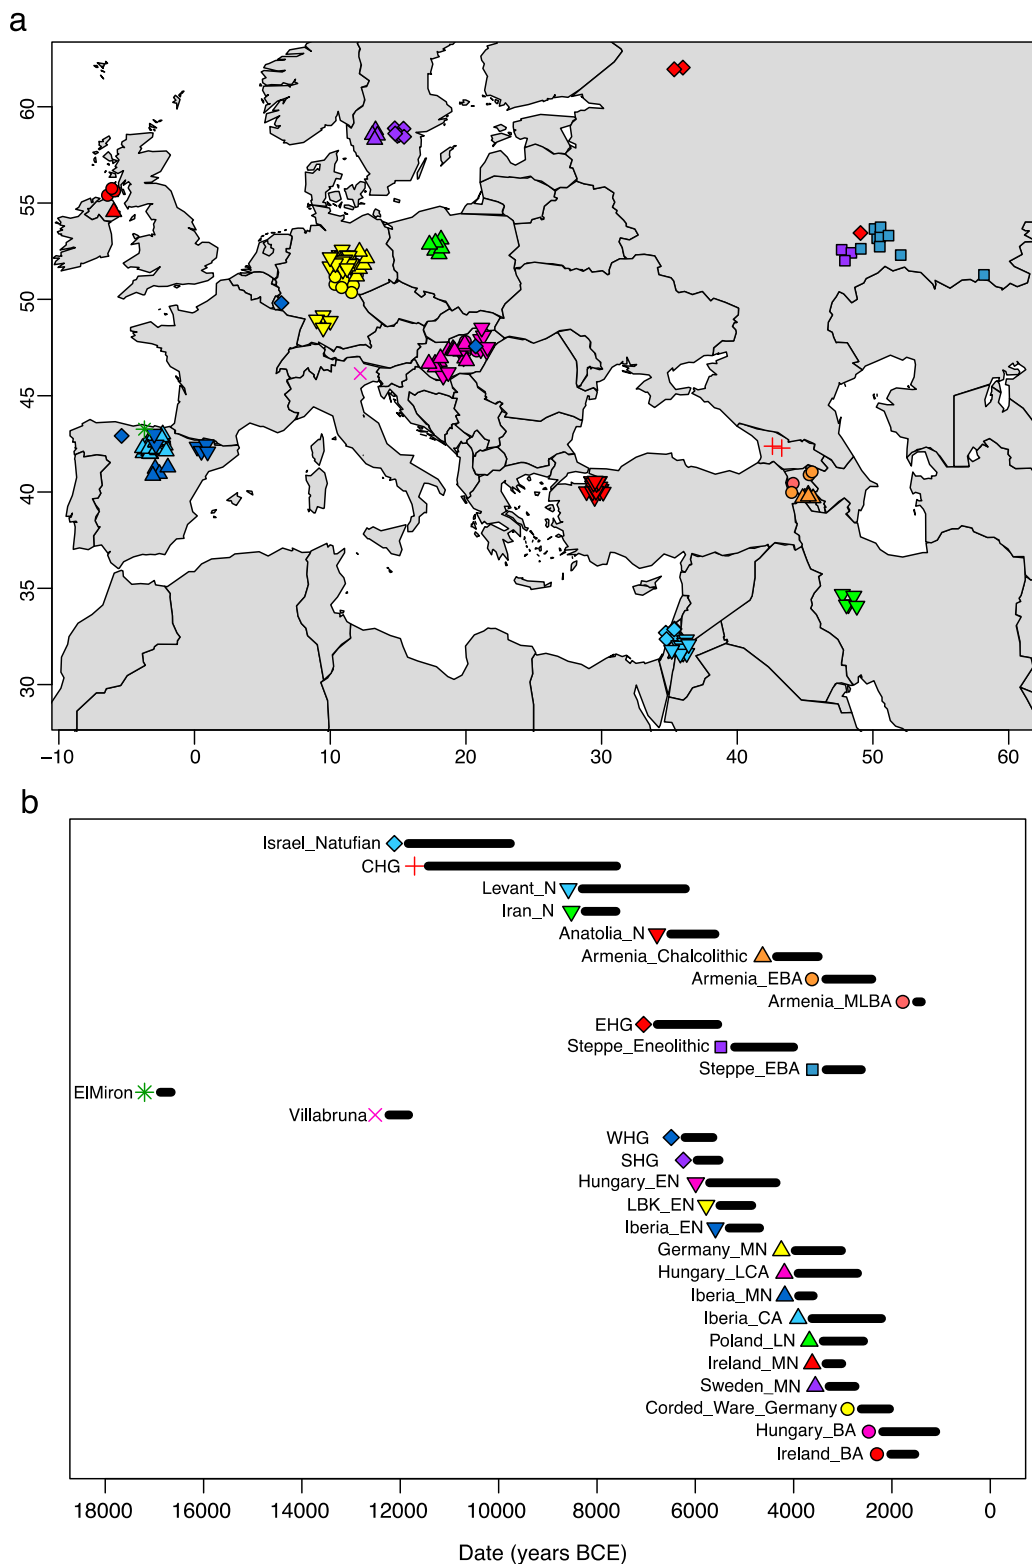 a
60
55
50
45
40
35
30
−10
0
10
20
30
40
50
60
b
Israel_Natufian
CHG
Levant_N
Iran_N
Anatolia_N
Armenia_Chalcolithic
Armenia_EBA
Armenia_MLBA
EHG
Steppe_Eneolithic
Steppe_EBA
ElMiron
Villabruna
WHG
SHG
Hungary_EN
LBK_EN
Iberia_EN
Germany_MN
Hungary_LCA
Iberia_MN
Iberia_CA
Poland_LN
Ireland_MN
Sweden_MN
Corded_Ware_Germany
Hungary_BA
Ireland_BA
18000 16000 14000 12000 10000 8000 6000 4000 2000 0
Date (years BCE)